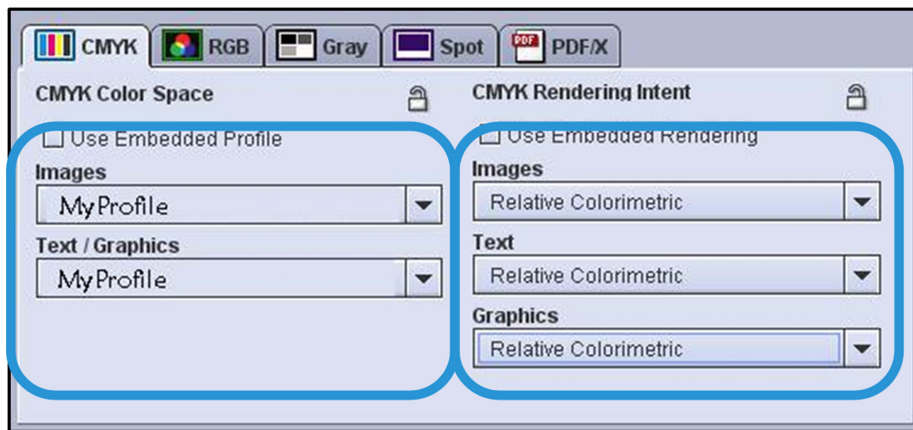 CMYK RGB Gray Spot PDF PDF/X
CMYK Color Space
Use Embedded Profile
Images
MyProfile
Text / Graphics
MyProfile
CMYK Rendering Intent
Use Embedded Rendering
Images
Relative Colorimetric
Text
Relative Colorimetric
Graphics
Relative Colorimetric